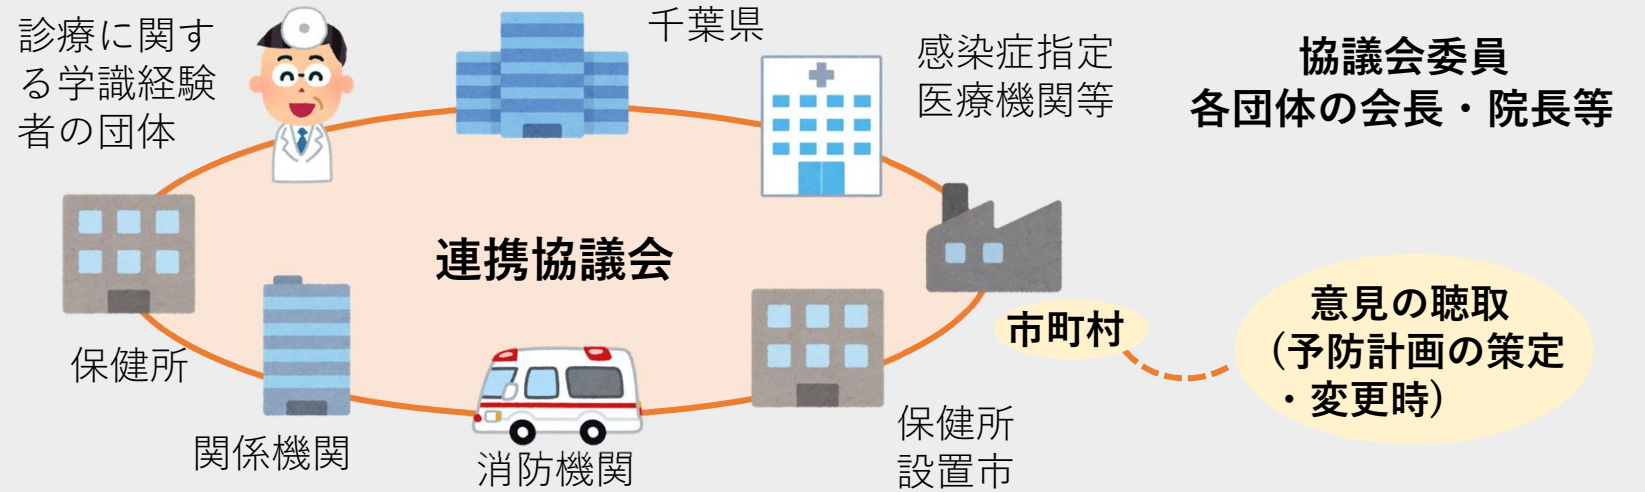 診療に関す
る学識経験
者の団体
千葉県
感染症指定
医療機関等
協議会委員
各団体の会長・院長等
連携協議会
市町村
意見の聴取
(予防計画の策定
・変更時)
保健所
関係機関
消防機関
保健所
設置市